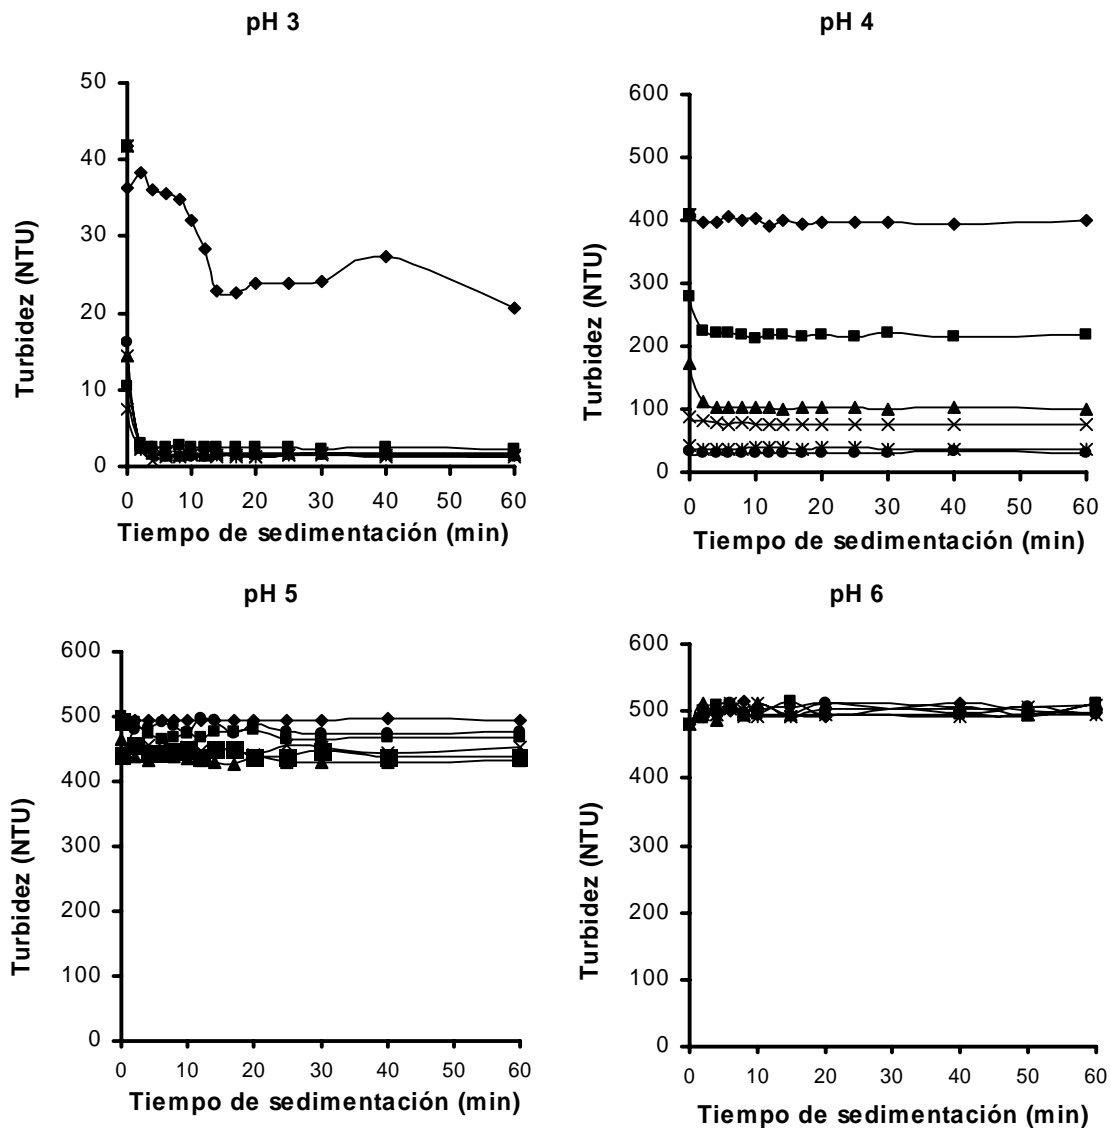 pH 3
50
40
30
20
10
0
Turbidez (NTU)
0 10 20 30 40 50 60
Tiempo de sedimentación (min)
pH 4
600
500
400
300
200
100
0
Turbidez (NTU)
0 10 20 30 40 50 60
Tiempo de sedimentación (min)
pH 5
600
500
400
300
200
100
0
Turbidez (NTU)
0 10 20 30 40 50 60
Tiempo de sedimentación (min)
pH 6
600
500
400
300
200
100
0
Turbidez (NTU)
0 10 20 30 40 50 60
Tiempo de sedimentación (min)